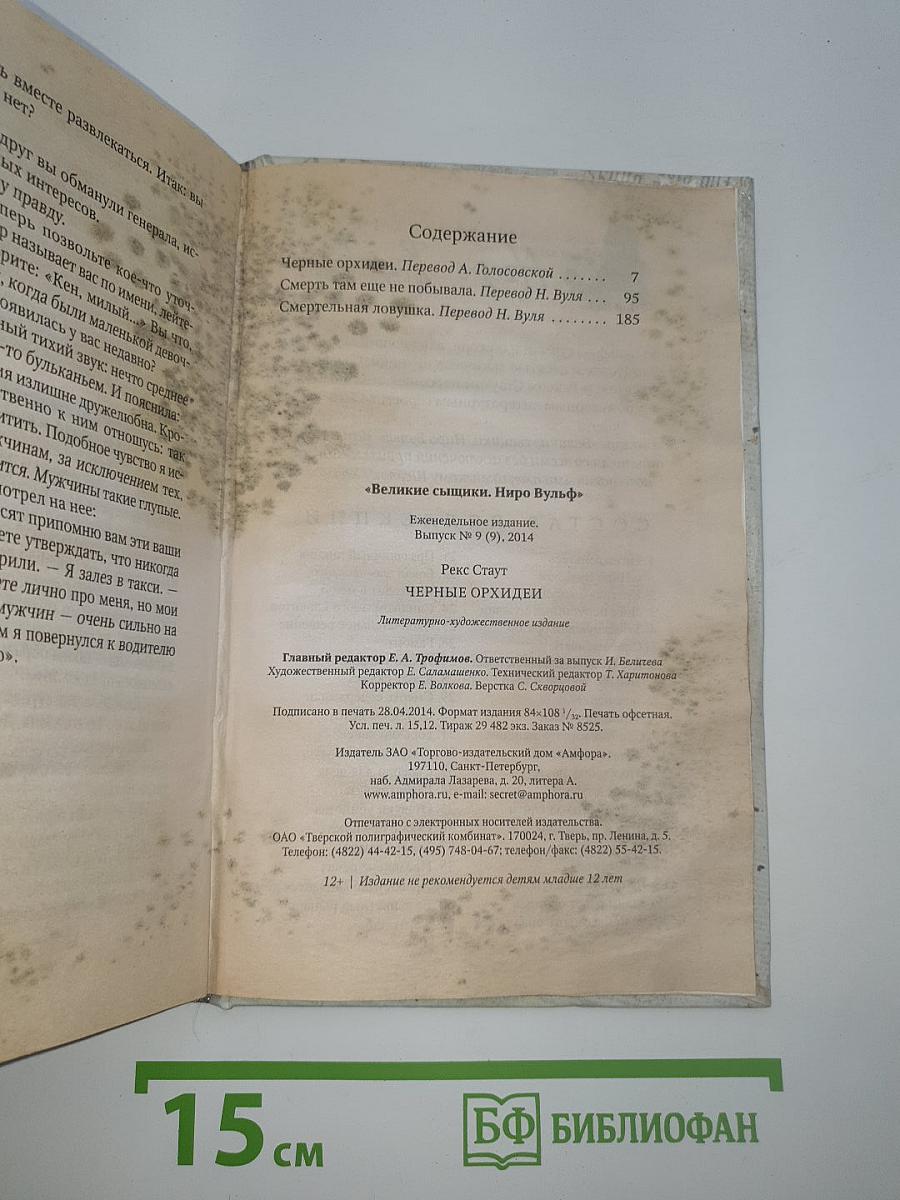 ь вместе развлекаться. Итак: вы
нет?
друг вы обманули генерала, ис-
ых интересов,
у правду.
перь позвольте кое-что уточ-
р называет вас по имени, лейте-
рите: «Кен, милый...» Вы что,
, когда были маленькой девоч-
оявилась у вас недавно?
ный тихий звук: нечто среднее
-то бульканьем. И пояснила:
ия излишне дружелюбна. Кро-
ственно к ним отношусь: так
титить. Подобное чувство я ис-
жчинам, за исключением тех,
ится. Мужчины такие глупые.
мотрел на нее:
сят припомню вам эти ваши
ете утверждать, что никогда
рили. — Я залез в такси. —
ете лично про меня, но мои
мужчин — очень сильно на
м я повернулся к водителю
о».
Содержание
Черные орхидеи. Перевод А. Голосовской ....... 7
Смерть там еще не побывала. Перевод Н. Вуля ... 95
Смертельная ловушка. Перевод Н. Вуля ........ 185
«Великие сыщики. Ниро Вульф»
Еженедельное издание.
Выпуск № 9 (9), 2014
Рекс Стаут
ЧЕРНЫЕ ОРХИДЕИ
Литературно-художественное издание
Главный редактор Е. А. Трофимов. Ответственный за выпуск И. Беличева
Художественный редактор Е. Саламашенко. Технический редактор Т. Харитонова
Корректор Е. Волкова. Верстка С. Скворцовой
Подписано в печать 28.04.2014. Формат издания 84×108 1/32. Печать офсетная.
Усл. печ. л. 15,12. Тираж 29 482 экз. Заказ № 8525.
Издатель ЗАО «Торгово-издательский дом «Амфора».
197110, Санкт-Петербург,
наб. Адмирала Лазарева, д. 20, литера А.
www.amphora.ru, e-mail: secret@amphora.ru
Отпечатано с электронных носителей издательства.
ОАО «Тверской полиграфический комбинат». 170024, г. Тверь, пр. Ленина, д. 5.
Телефон: (4822) 44-42-15, (495) 748-04-67; телефон/факс: (4822) 55-42-15.
12+ | Издание не рекомендуется детям младше 12 лет
15 см
БФ БИБЛИОФАН